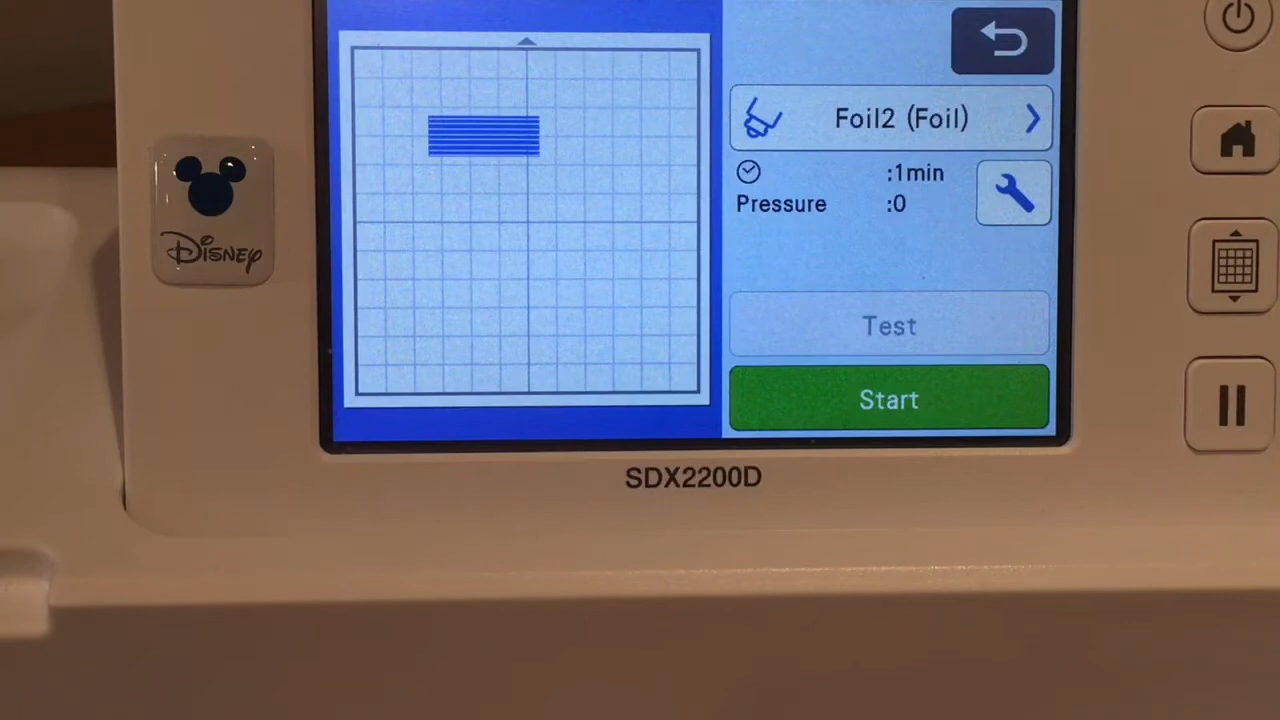 Foil2 (Foil)
:1min
Pressure :0
Disney
Test
Start
SDX2200D